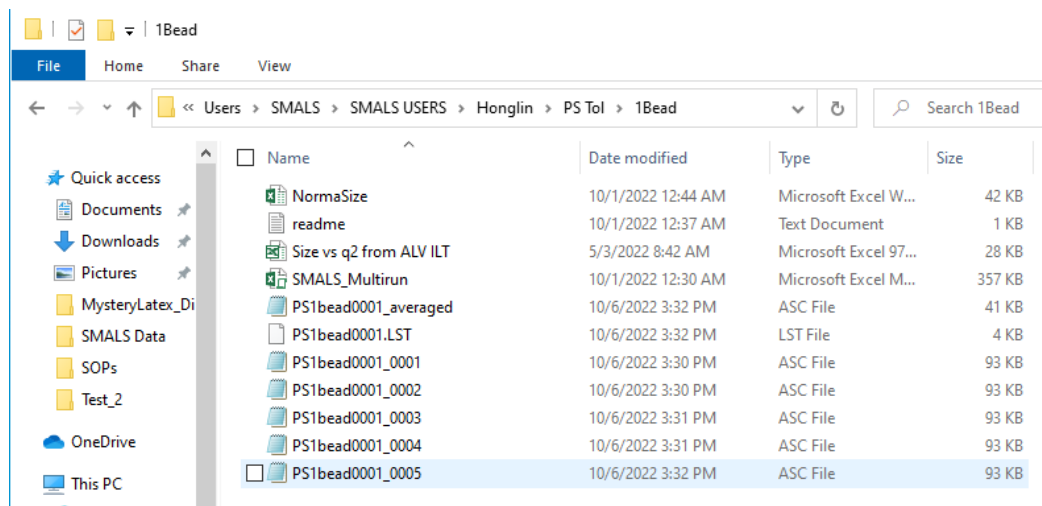 1Bead
File Home Share View
« Users > SMALS > SMALS USERS > Honglin > PS Tol > 1Bead Search 1Bead
Name Date modified Type Size
Quick access
Documents
Downloads
Pictures
MysteryLatex_Di
SMALS Data
SOPs
Test_2
OneDrive
This PC
NormaSize 10/1/2022 12:44 AM Microsoft Excel W... 42 KB
readme 10/1/2022 12:37 AM Text Document 1 KB
Size vs q2 from ALV ILT 5/3/2022 8:42 AM Microsoft Excel 97... 28 KB
SMALS_Multirun 10/1/2022 12:30 AM Microsoft Excel M... 357 KB
PS1bead0001_averaged 10/6/2022 3:32 PM ASC File 41 KB
PS1bead0001.LST 10/6/2022 3:32 PM LST File 4 KB
PS1bead0001_0001 10/6/2022 3:30 PM ASC File 93 KB
PS1bead0001_0002 10/6/2022 3:30 PM ASC File 93 KB
PS1bead0001_0003 10/6/2022 3:31 PM ASC File 93 KB
PS1bead0001_0004 10/6/2022 3:31 PM ASC File 93 KB
PS1bead0001_0005 10/6/2022 3:32 PM ASC File 93 KB